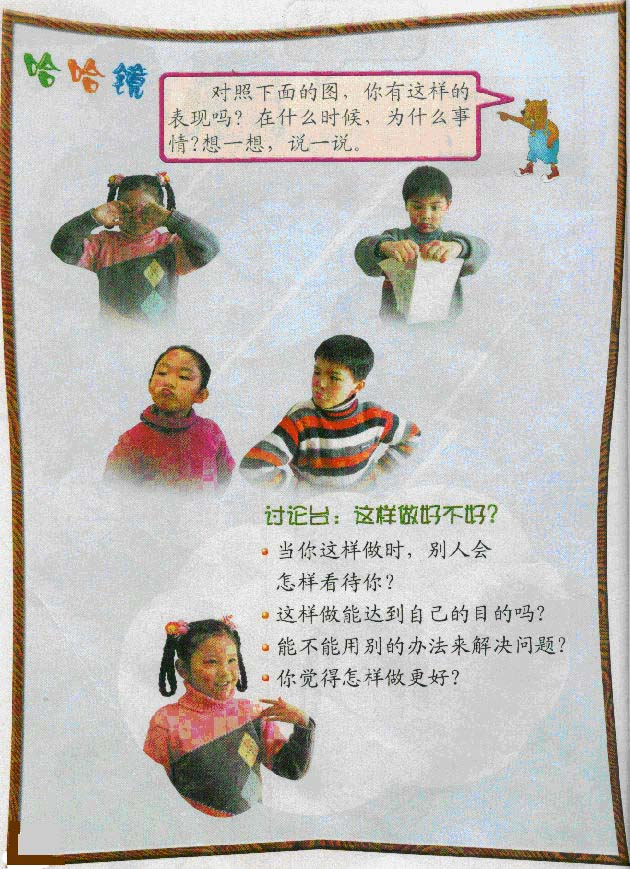 哈哈镜
对照下面的图，你有这样的
表现吗？在什么时候，为什么事
情？想一想，说一说。
讨论台：这样做好不好？
• 当你这样做时，别人会
怎样看待你？
• 这样做能达到自己的目的吗？
• 能不能用别的办法来解决问题？
• 你觉得怎样做更好？